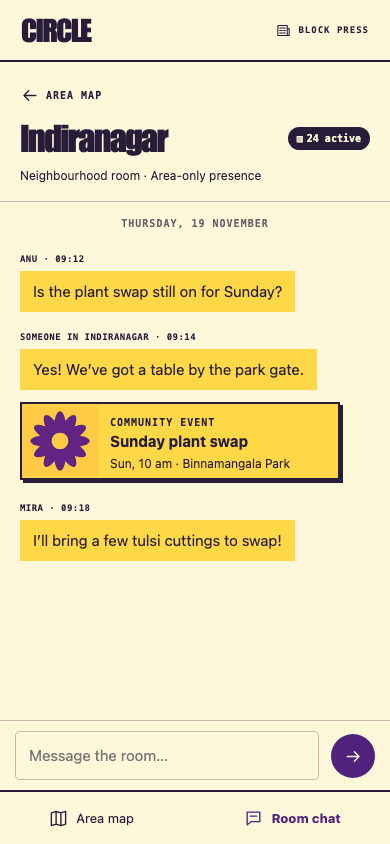 CIRCLE
BLOCK PRESS
AREA MAP
Indiranagar
24 active
Neighbourhood room · Area-only presence
THURSDAY, 19 NOVEMBER
ANU · 09:12
Is the plant swap still on for Sunday?
SOMEONE IN INDIRANAGAR · 09:14
Yes! We’ve got a table by the park gate.
COMMUNITY EVENT
Sunday plant swap
Sun, 10 am · Binnamangala Park
MIRA · 09:18
I’ll bring a few tulsi cuttings to swap!
Message the room...
Area map
Room chat